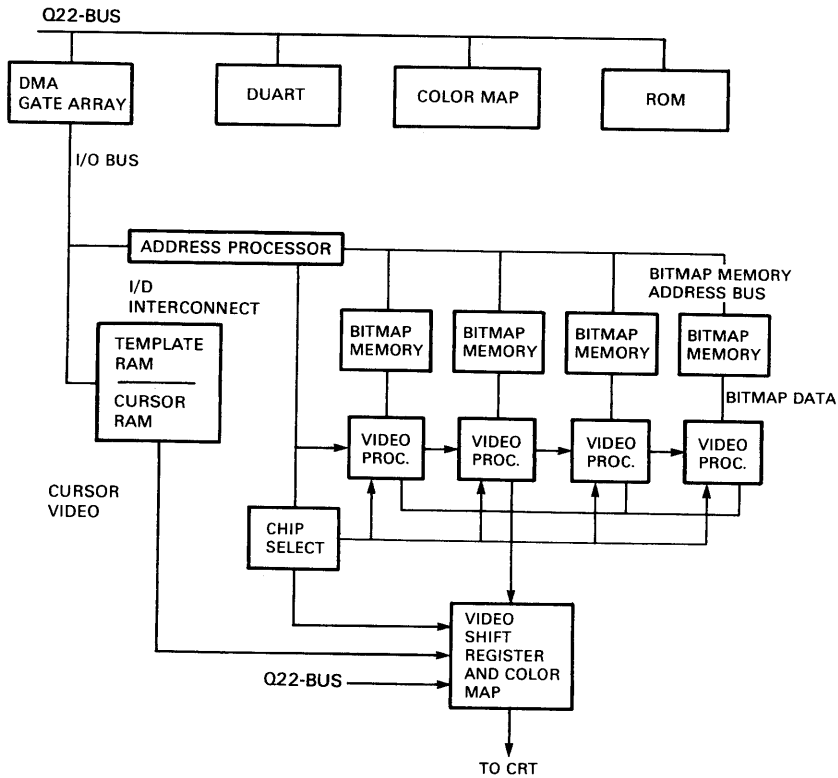 Q22-BUS
DMA
GATE ARRAY
DUART
COLOR MAP
ROM
I/O BUS
ADDRESS PROCESSOR
BITMAP MEMORY
ADDRESS BUS
I/D
INTERCONNECT
TEMPLATE
RAM
CURSOR
RAM
BITMAP
MEMORY
BITMAP
MEMORY
BITMAP
MEMORY
BITMAP
MEMORY
BITMAP DATA
VIDEO
PROC.
VIDEO
PROC.
VIDEO
PROC.
VIDEO
PROC.
CURSOR
VIDEO
CHIP
SELECT
VIDEO
SHIFT
REGISTER
AND COLOR
MAP
Q22-BUS
TO CRT